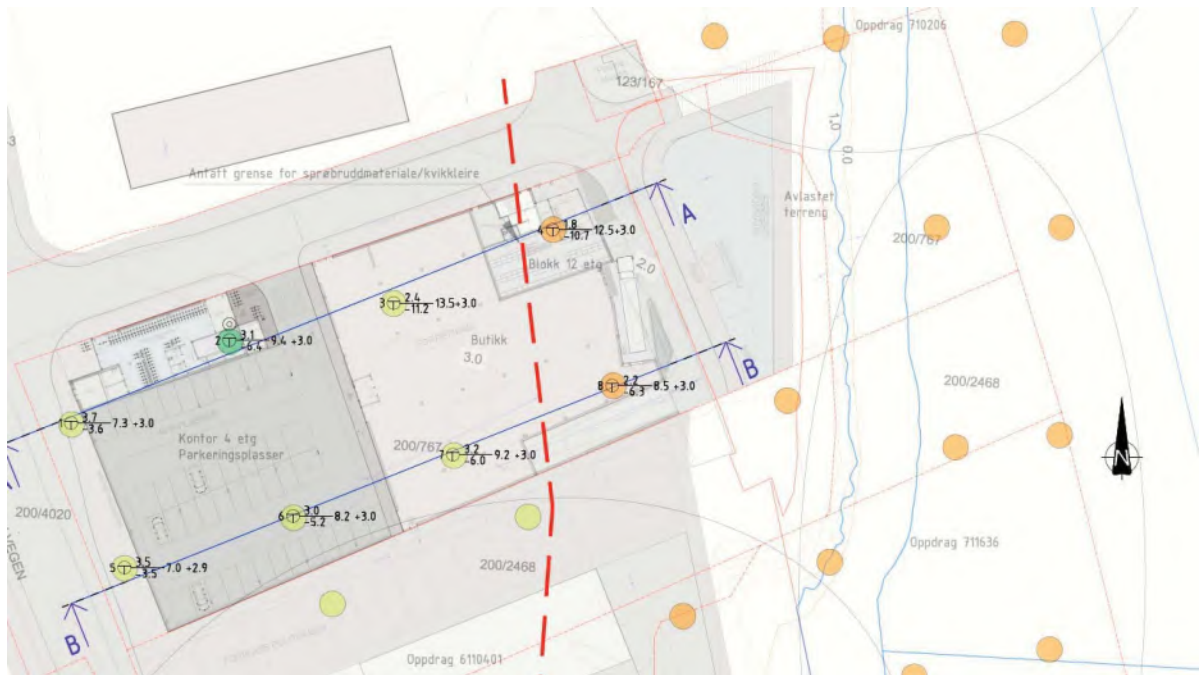 Oppdrag 710206
123/167
1.0
0.0
Antatt grense for sprøbruddmateriale/kvikkleire
Avlastet
terreng
A
4 1.8
-10.7 12.5+3.0
200/767
Blokk 12 etg
2.0
3 2.4
-11.2 13.5+3.0
2 3.1
-6.4 9.4 +3.0
Butikk
3.0
B
200/2468
8 2.2
-6.3 8.5 +3.0
1 3.7
-3.6 7.3 +3.0
Kontor 4 etg
Parkeringsplasser
200/767
7 3.2
-6.0 9.2 +3.0
N
200/4020
6 3.0
-5.2 8.2 +3.0
Oppdrag 711636
VEGEN
5 3.5
-3.5 7.0 +2.9
200/2468
B
Oppdrag 6110401